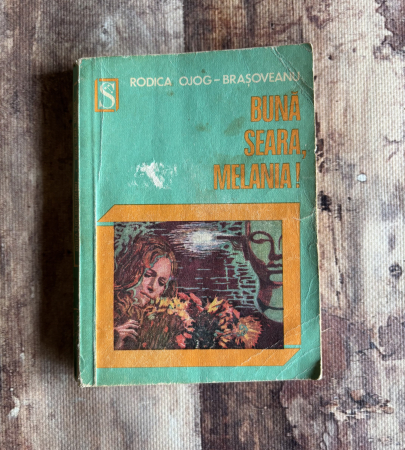 RODICA OJOG-BRAȘOVEANU
S
BUNĂ
SEARA,
MELANIA!